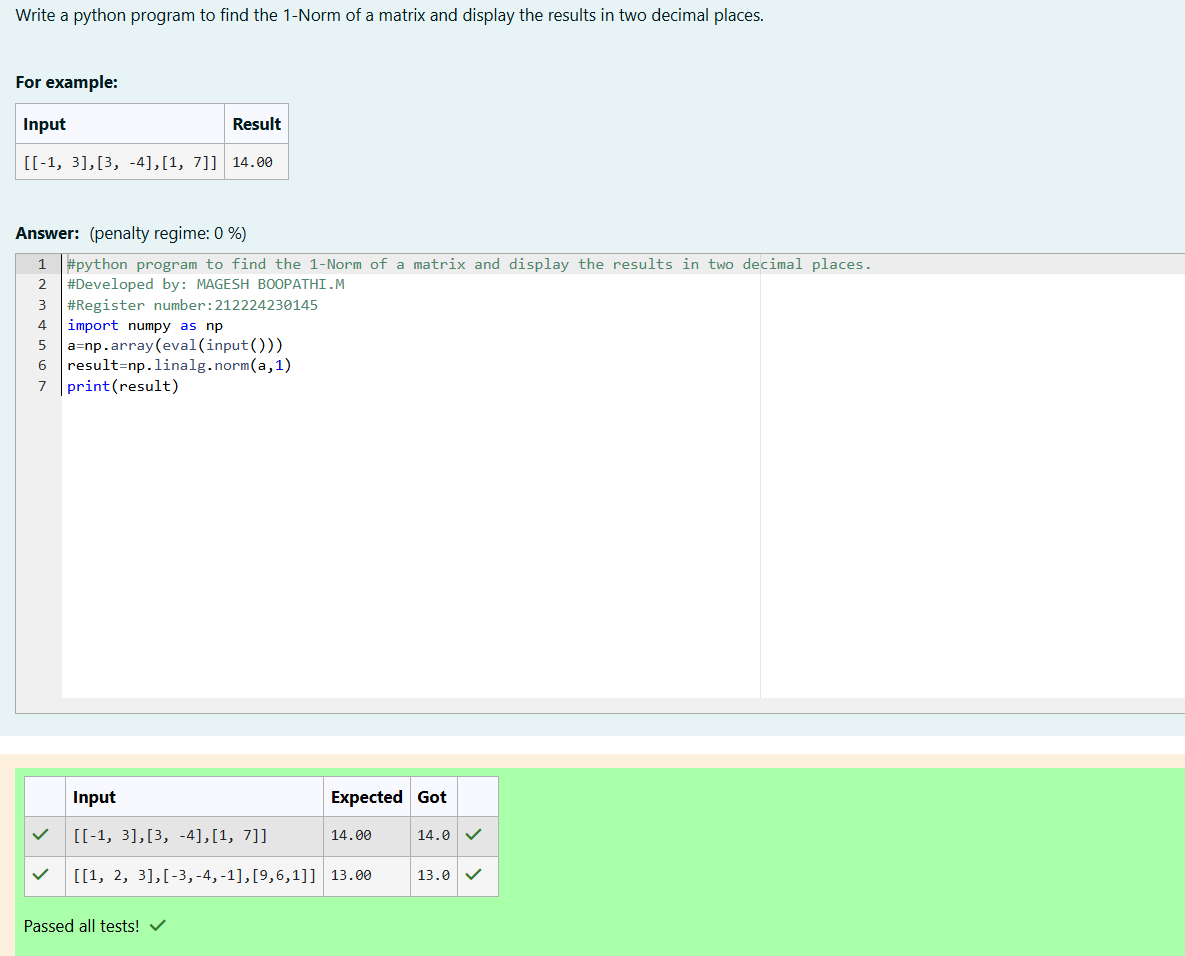 Write a python program to find the 1-Norm of a matrix and display the results in two decimal places.
For example:
Input Result
[[-1, 3],[3, -4],[1, 7]] 14.00
Answer: (penalty regime: 0 %)
1 #python program to find the 1-Norm of a matrix and display the results in two decimal places.
2 #Developed by: MAGESH BOOPATHI.M
3 #Register number:212224230145
4 import numpy as np
5 a=np.array(eval(input()))
6 result=np.linalg.norm(a,1)
7 print(result)
Input Expected Got
[[-1, 3],[3, -4],[1, 7]] 14.00 14.0
[[1, 2, 3],[-3,-4,-1],[9,6,1]] 13.00 13.0
Passed all tests!